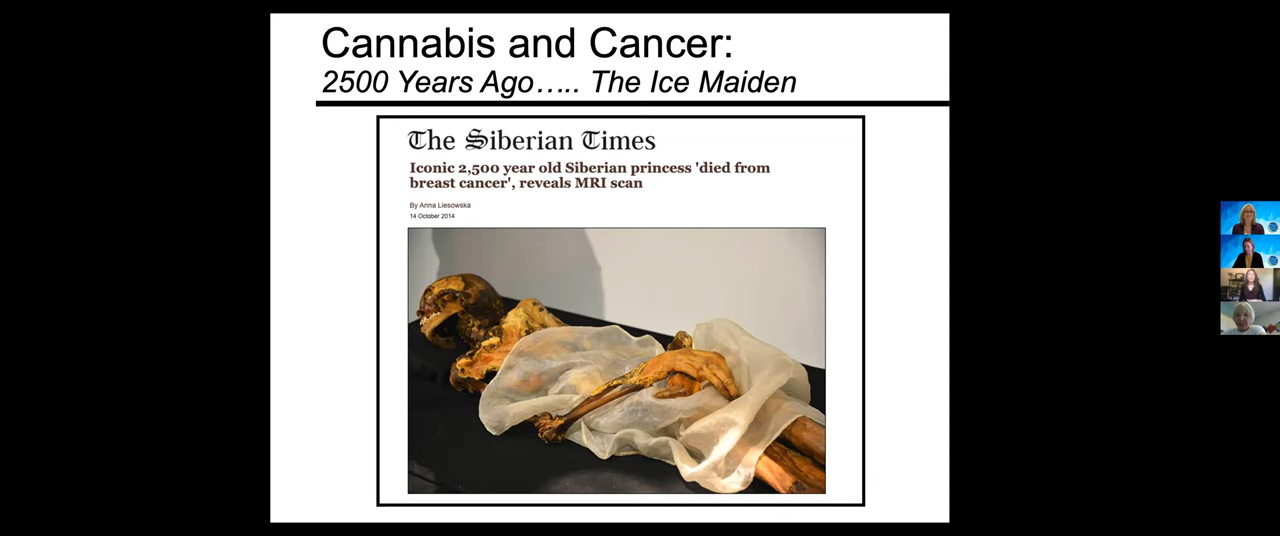 Cannabis and Cancer:
2500 Years Ago….. The Ice Maiden
The Siberian Times
Iconic 2,500 year old Siberian princess 'died from
breast cancer', reveals MRI scan
By Anna Liesowska
14 October 2014